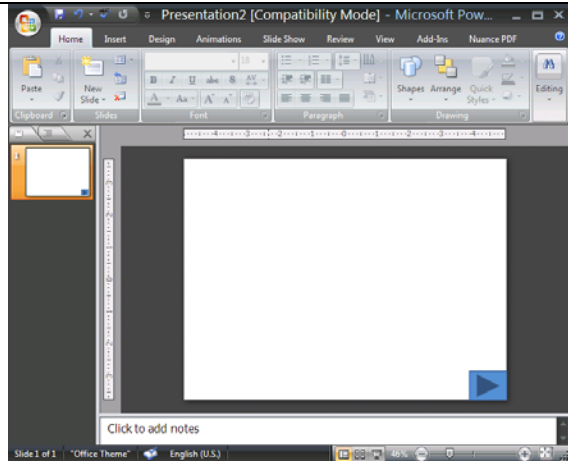 Presentation2 [Compatibility Mode] - Microsoft Pow...
Home Insert Design Animations Slide Show Review View Add-Ins Nuance PDF
Paste
New
Slide
Shapes Arrange Quick
Styles
Editing
Clipboard Slides Font Paragraph Drawing
Click to add notes
Slide 1 of 1 "Office Theme" English (U.S.) 46%